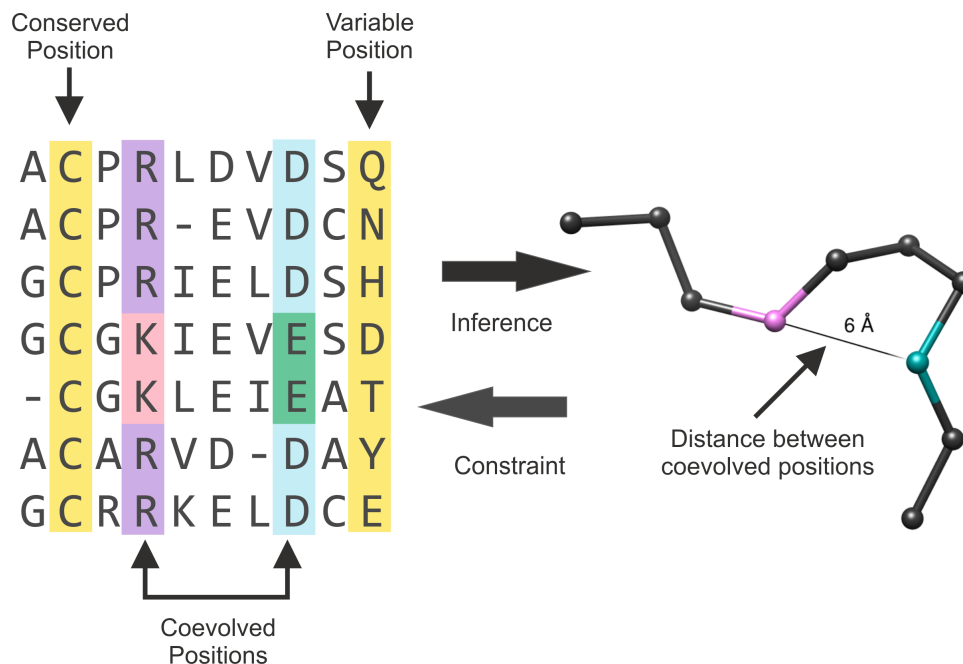 Conserved
Position
Variable
Position
ACPRLDVDSQ
ACPR-EVDCN
GCPRIELDSH
GCGKIEVESD
-CGKLEIEAT
ACARVD-DAY
GCRRKELDCE
Coevolved
Positions
Inference
Constraint
6 Å
Distance between
coevolved positions